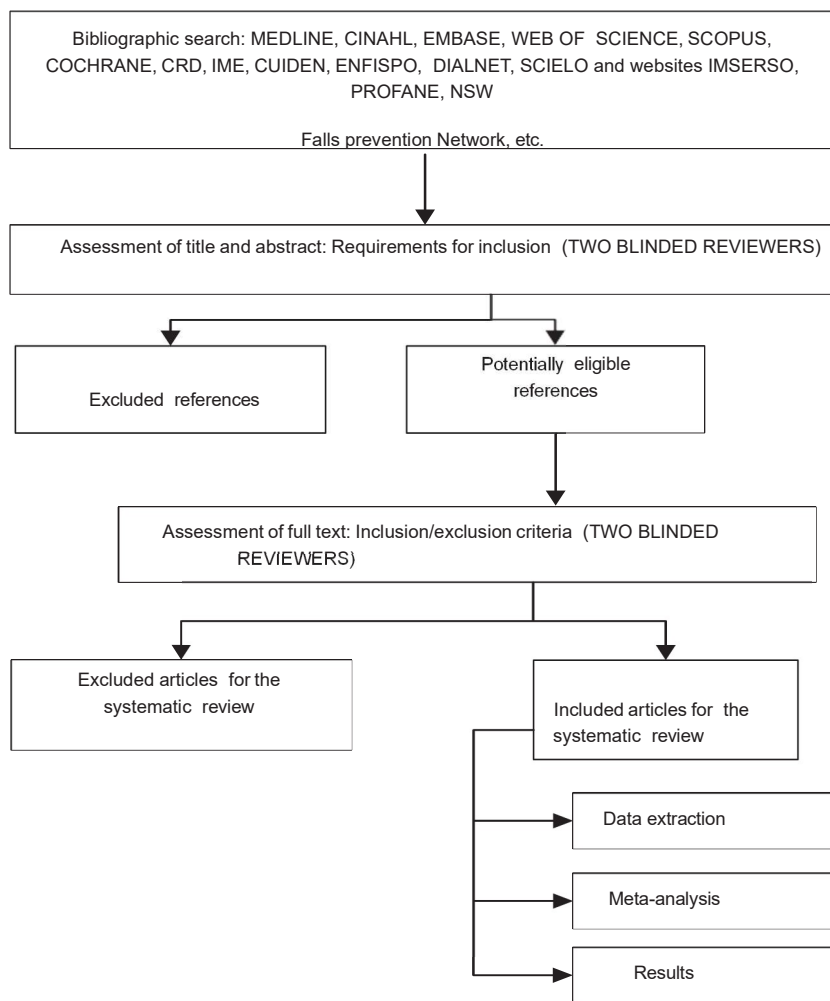 Bibliographic search: MEDLINE, CINAHL, EMBASE, WEB OF SCIENCE, SCOPUS,
COCHRANE, CRD, IME, CUIDEN, ENFISPO, DIALNET, SCIELO and websites IMSERSO,
PROFANE, NSW
Falls prevention Network, etc.
Assessment of title and abstract: Requirements for inclusion (TWO BLINDED REVIEWERS)
Excluded references
Potentially eligible
references
Assessment of full text: Inclusion/exclusion criteria (TWO BLINDED
REVIEWERS)
Excluded articles for the
systematic review
Included articles for the
systematic review
Data extraction
Meta-analysis
Results